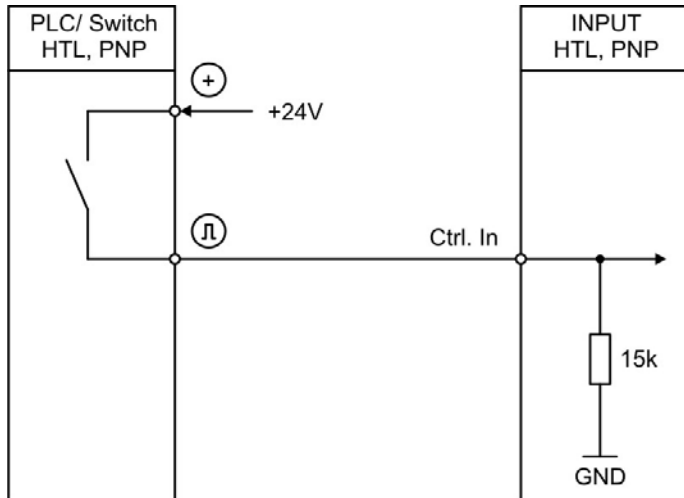 PLC/ Switch
HTL, PNP
INPUT
HTL, PNP
+
+24V
Ctrl. In
15k
GND